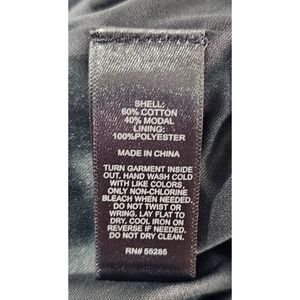 SHELL:
60% COTTON
40% MODAL
LINING:
100%POLYESTER
MADE IN CHINA
TURN GARMENT INSIDE
OUT. HAND WASH COLD
WITH LIKE COLORS,
ONLY NON-CHLORINE
BLEACH WHEN NEEDED.
DO NOT TWIST OR
WRING. LAY FLAT TO
DRY. COOL IRON ON
REVERSE IF NEEDED.
DO NOT DRY CLEAN.
RN# 55285